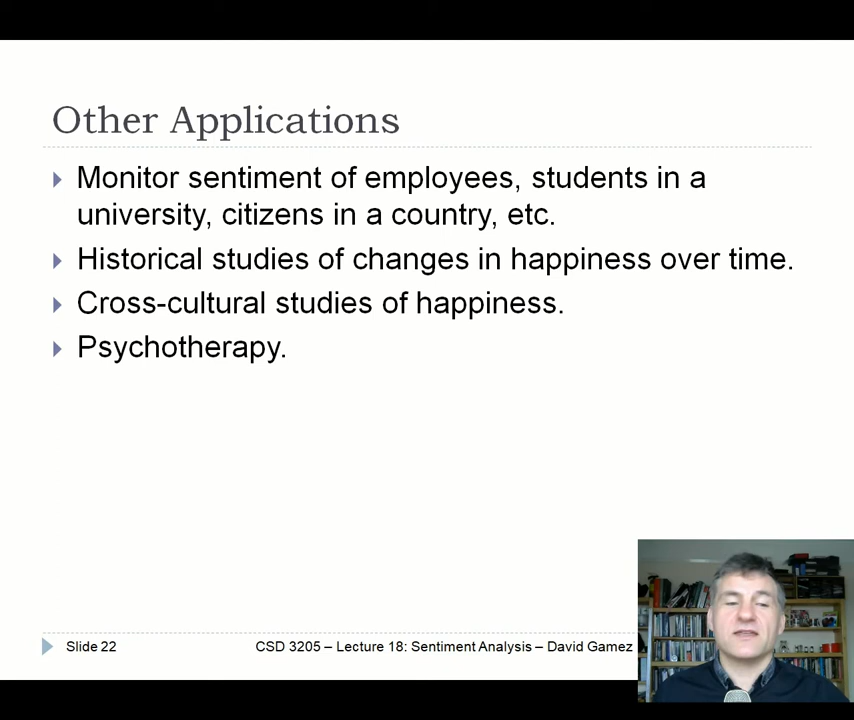 Other Applications
Monitor sentiment of employees, students in a
university, citizens in a country, etc.
Historical studies of changes in happiness over time.
Cross-cultural studies of happiness.
Psychotherapy.
Slide 22
CSD 3205 – Lecture 18: Sentiment Analysis – David Gamez